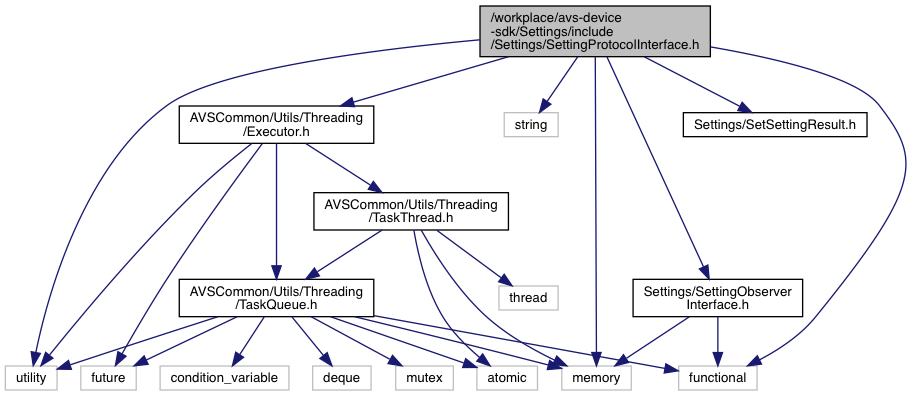 /workplace/avs-device
-sdk/Settings/include
/Settings/SettingProtocolInterface.h
AVSCommon/Utils/Threading
/Executor.h
string
Settings/SetSettingResult.h
AVSCommon/Utils/Threading
/TaskThread.h
AVSCommon/Utils/Threading
/TaskQueue.h
thread
Settings/SettingObserver
Interface.h
utility
future
condition_variable
deque
mutex
atomic
memory
functional